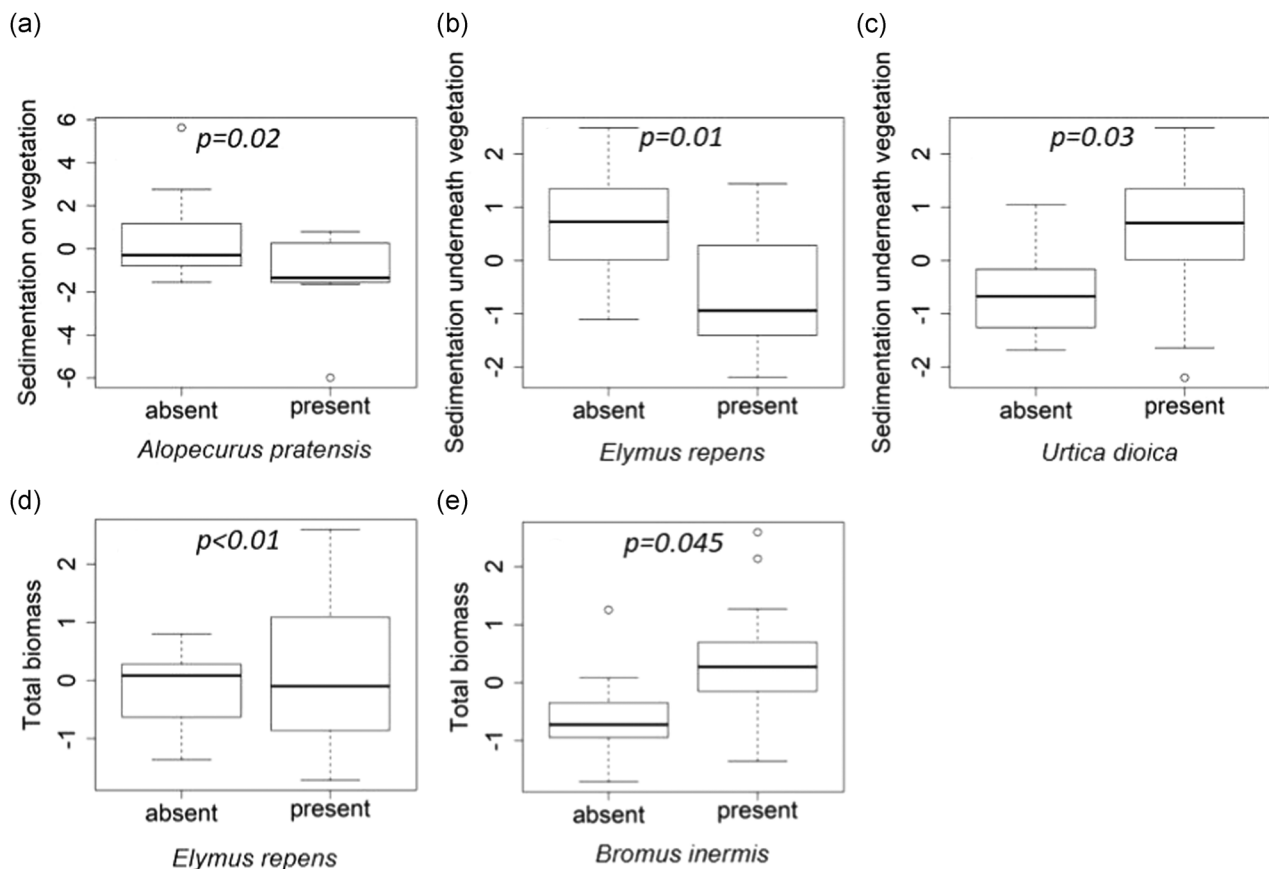 (a)
Sedimentation on vegetation
6
4
2
0
-2
-4
-6
p=0.02
absent present
Alopecurus pratensis
(b)
Sedimentation underneath vegetation
2
1
0
-1
-2
p=0.01
absent present
Elymus repens
(c)
Sedimentation underneath vegetation
2
1
0
-1
-2
p=0.03
absent present
Urtica dioica
(d)
Total biomass
2
1
0
-1
p<0.01
absent present
Elymus repens
(e)
Total biomass
2
1
0
-1
p=0.045
absent present
Bromus inermis